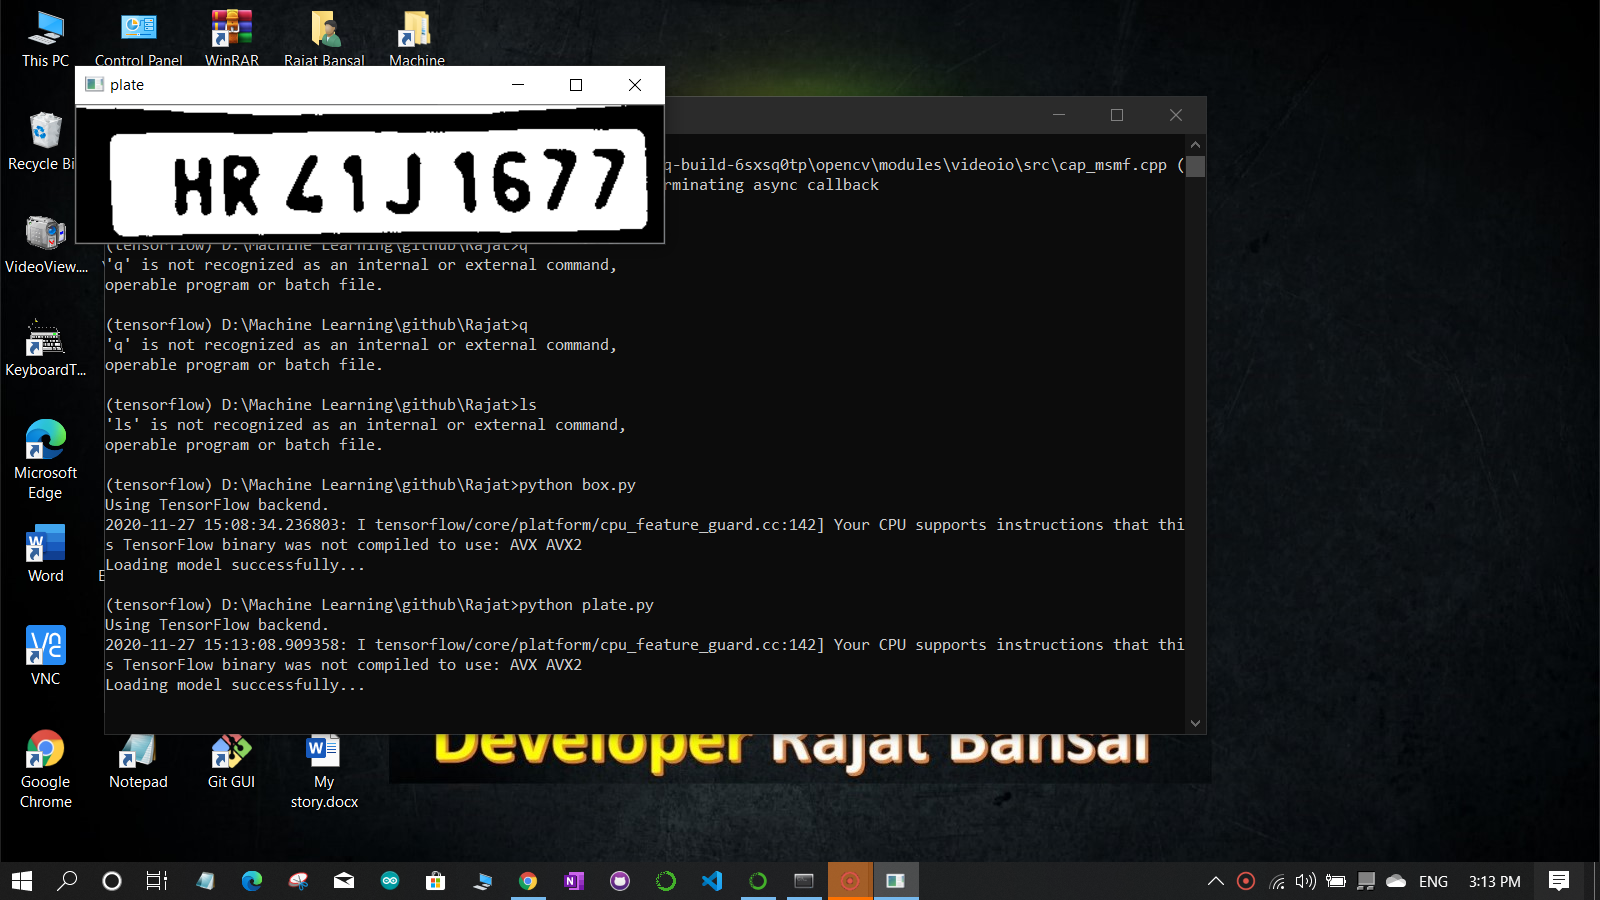 This PC
Control Panel
WinRAR
Rajat Bansal
Machine
plate
HR 41J 1677
Recycle Bi
q-build-6sxsq0tp\opencv\modules\videoio\src\cap_msmf.cpp (
rminating async callback
(tensorflow) D:\Machine Learning\github\Rajat>q
'q' is not recognized as an internal or external command,
operable program or batch file.
(tensorflow) D:\Machine Learning\github\Rajat>q
'q' is not recognized as an internal or external command,
operable program or batch file.
(tensorflow) D:\Machine Learning\github\Rajat>ls
'ls' is not recognized as an internal or external command,
operable program or batch file.
(tensorflow) D:\Machine Learning\github\Rajat>python box.py
Using TensorFlow backend.
2020-11-27 15:08:34.236803: I tensorflow/core/platform/cpu_feature_guard.cc:142] Your CPU supports instructions that thi
s TensorFlow binary was not compiled to use: AVX AVX2
Loading model successfully...
(tensorflow) D:\Machine Learning\github\Rajat>python plate.py
Using TensorFlow backend.
2020-11-27 15:13:08.909358: I tensorflow/core/platform/cpu_feature_guard.cc:142] Your CPU supports instructions that thi
s TensorFlow binary was not compiled to use: AVX AVX2
Loading model successfully...
VideoView....
KeyboardT...
Microsoft
Edge
Word
VNC
Developer Rajat Bansal
Google
Chrome
Notepad
Git GUI
My
story.docx
ENG
3:13 PM